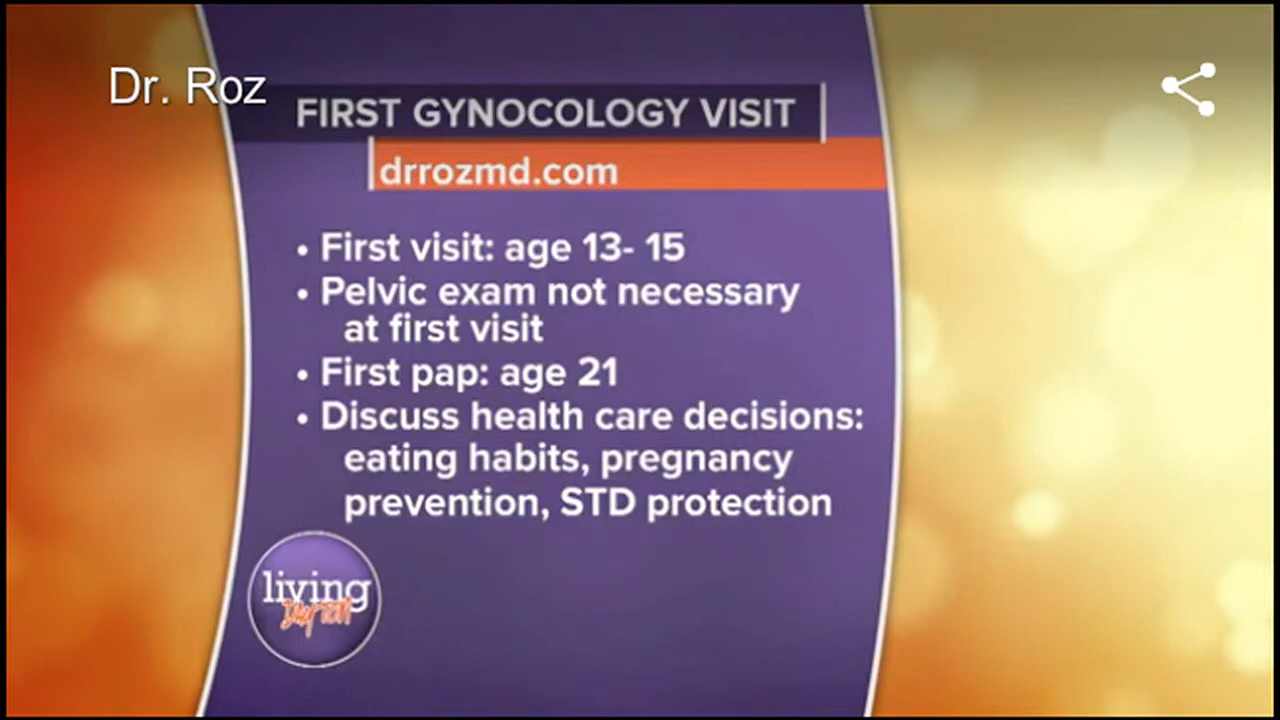 Dr. Roz
FIRST GYNOCOLOGY VISIT
drrozmd.com
• First visit: age 13- 15
• Pelvic exam not necessary
at first visit
• First pap: age 21
• Discuss health care decisions:
eating habits, pregnancy
prevention, STD protection
living
DAYTON